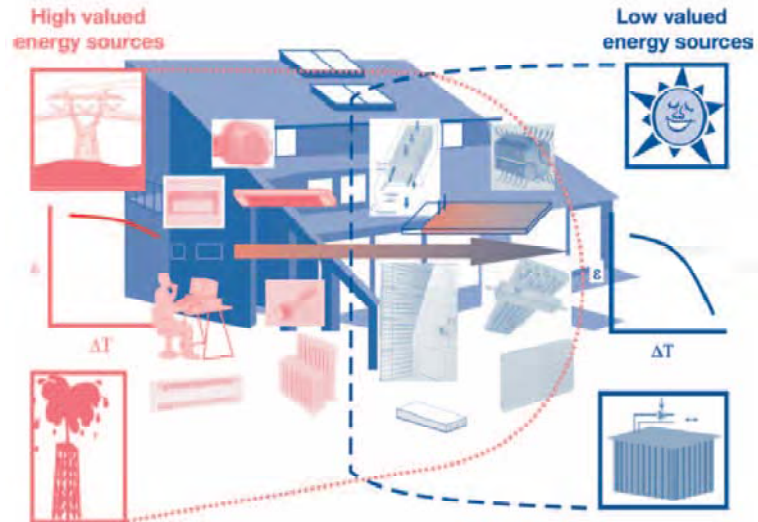 High valued
energy sources
Low valued
energy sources
ε
ΔT
ΔT